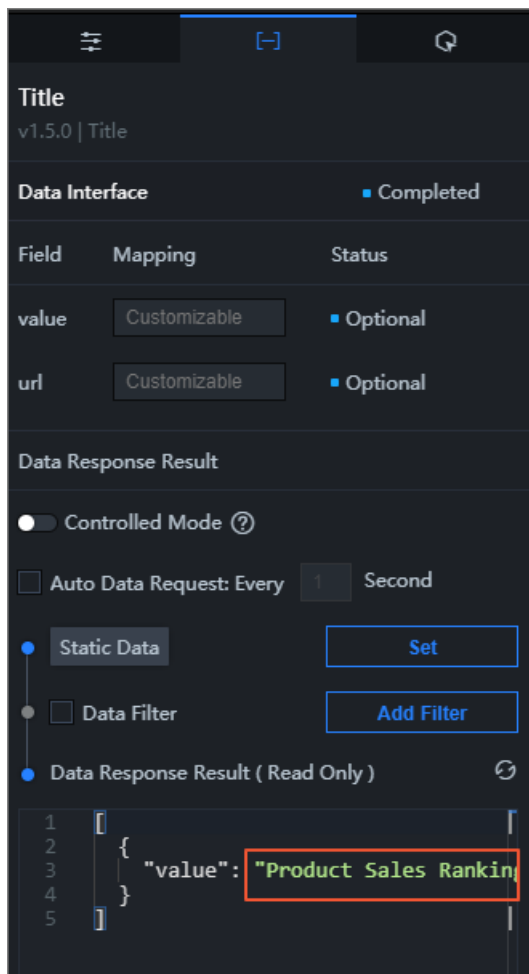 Title
v1.5.0 | Title
Data Interface Completed
Field Mapping Status
value Customizable Optional
url Customizable Optional
Data Response Result
Controlled Mode ?
Auto Data Request: Every 1 Second
Static Data Set
Data Filter Add Filter
Data Response Result ( Read Only )
1 [
2 {
3 "value": "Product Sales Ranking
4 }
5 ]